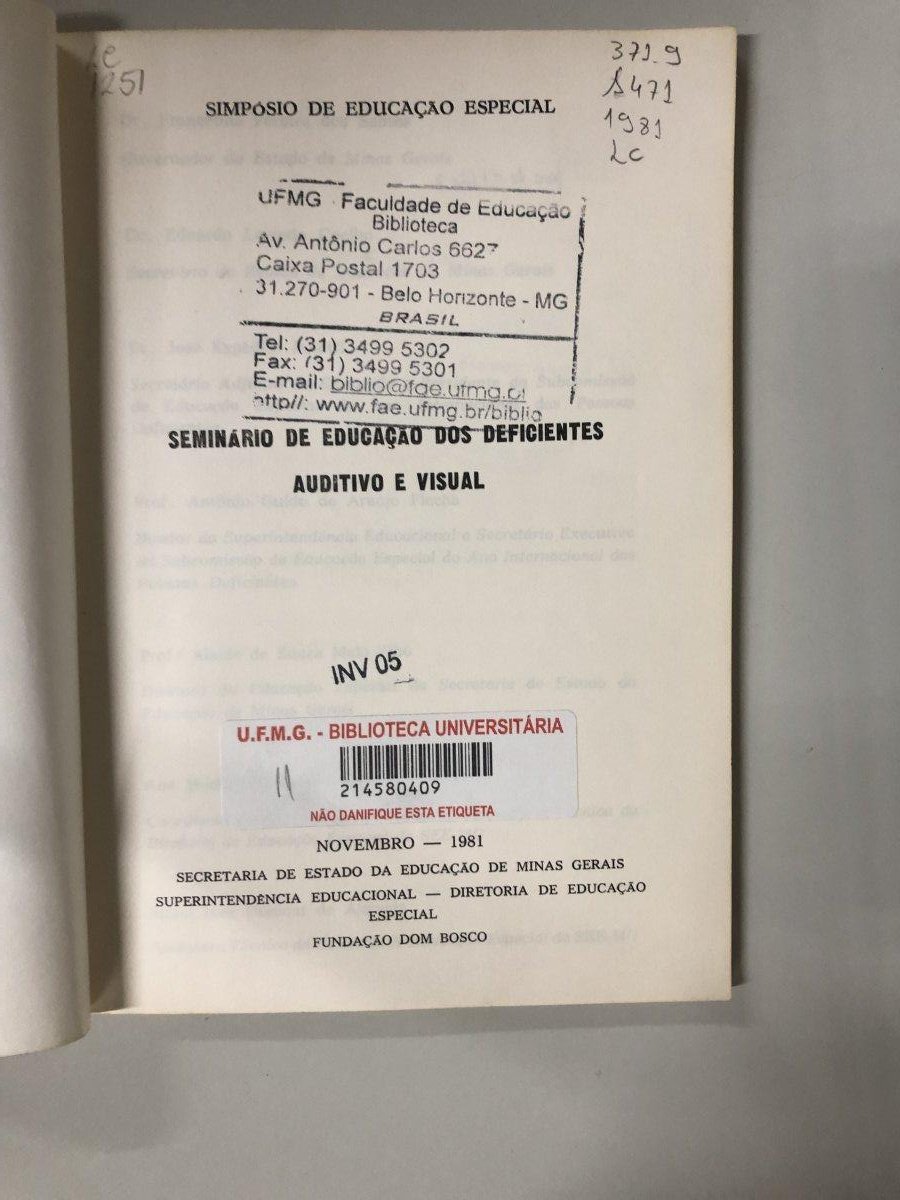 251
371.9
S471
1981
Lc
SIMPÓSIO DE EDUCAÇÃO ESPECIAL
UFMG Faculdade de Educação
Biblioteca
Av. Antônio Carlos 6627
Caixa Postal 1703
31.270-901 - Belo Horizonte - MG
BRASIL
Tel: (31) 3499 5302
Fax: (31) 3499 5301
E-mail: biblio@fae.ufmg.
http//: www.fae.ufmg.br/biblio
SEMINÁRIO DE EDUCAÇÃO DOS DEFICIENTES
AUDITIVO E VISUAL
INV 05
U.F.M.G. - BIBLIOTECA UNIVERSITÁRIA
11
214580409
NÃO DANIFIQUE ESTA ETIQUETA
NOVEMBRO — 1981
SECRETARIA DE ESTADO DA EDUCAÇÃO DE MINAS GERAIS
SUPERINTENDÊNCIA EDUCACIONAL — DIRETORIA DE EDUCAÇÃO
ESPECIAL
FUNDAÇÃO DOM BOSCO